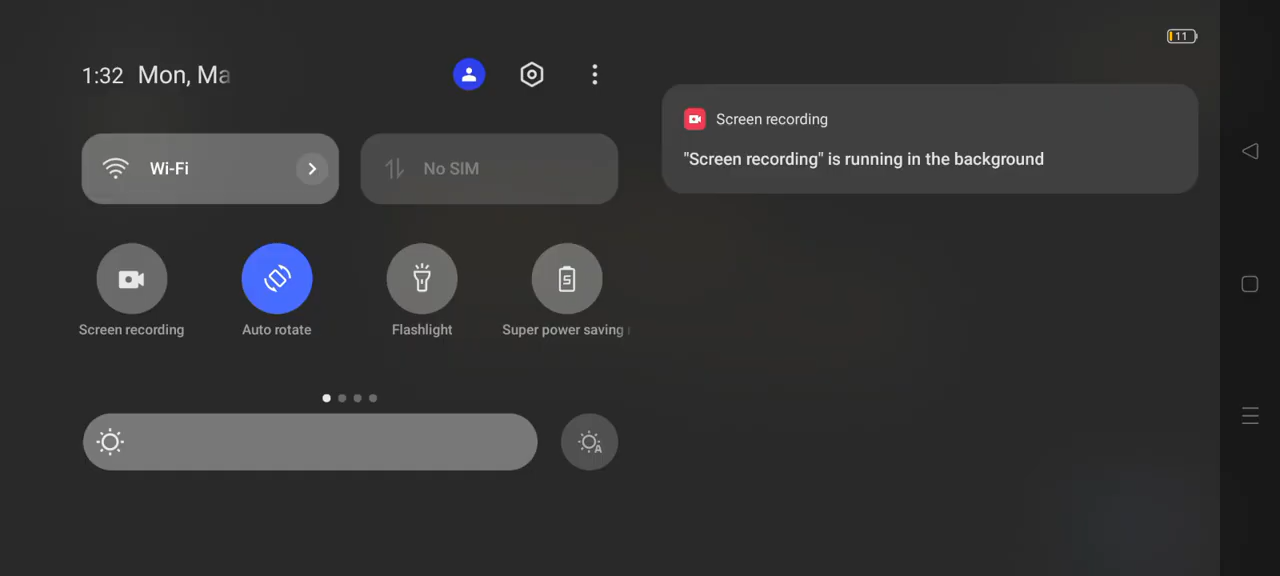 11
1:32 Mon, Ma
Screen recording
"Screen recording" is running in the background
Wi-Fi
No SIM
Screen recording
Auto rotate
Flashlight
Super power saving